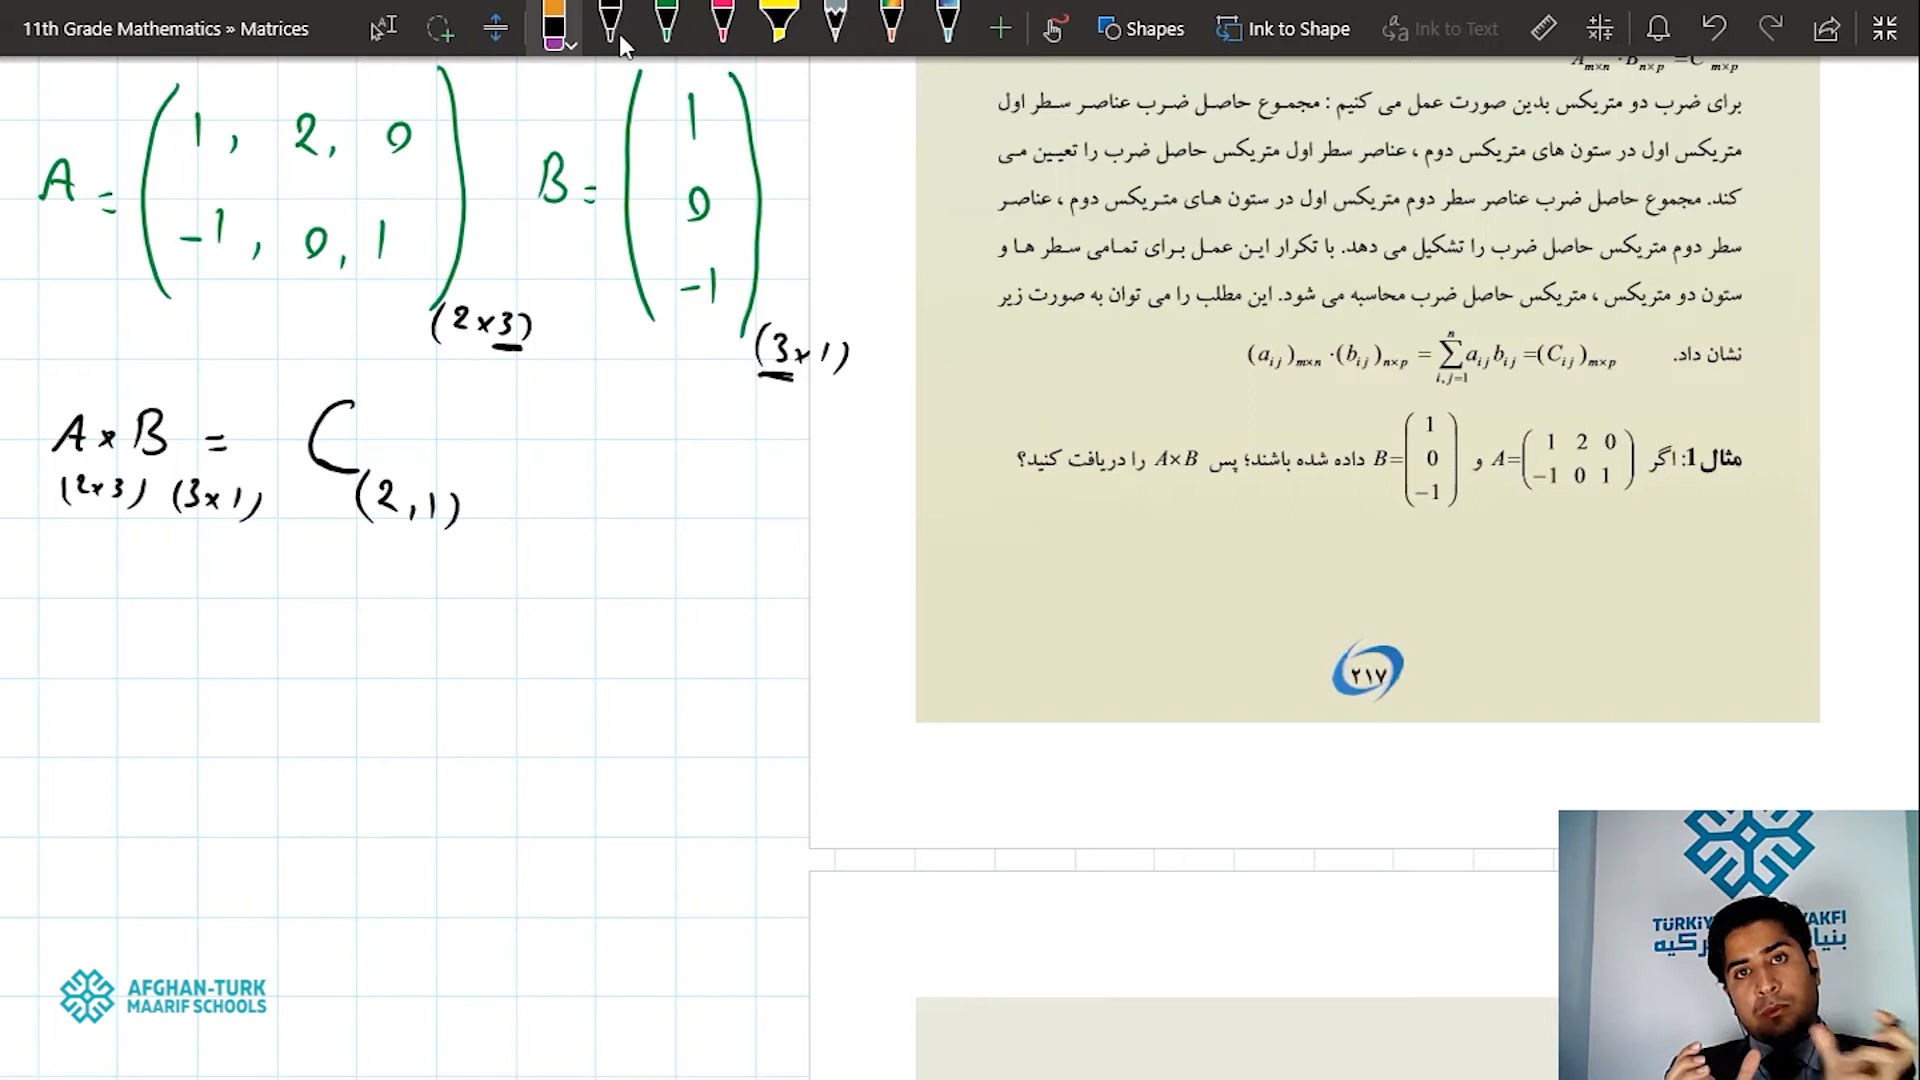 11th Grade Mathematics » Matrices
Shapes
Ink to Shape
Ink to Text
A = ( 1 , 2, 0
-1 , 0, 1 ) (2×3)
B = ( 1
0
-1 ) (3×1)
A × B = C (2,1)
(2×3) (3×1)
A m×n · B n×p = C m×p
برای ضرب دو متریکس بدین صورت عمل می کنیم : مجموع حاصل ضرب عناصر سطر اول
متریکس اول در ستون های متریکس دوم ، عناصر سطر اول متریکس حاصل ضرب را تعیین می
کند. مجموع حاصل ضرب عناصر سطر دوم متریکس اول در ستون های متریکس دوم ، عناصر
سطر دوم متریکس حاصل ضرب را تشکیل می دهد. با تکرار این عمل برای تمامی سطر ها و
ستون دو متریکس ، متریکس حاصل ضرب محاسبه می شود. این مطلب را می توان به صورت زیر
نشان داد. (a ij) m×n · (b ij) n×p = ∑ n i,j=1 a ij b ij = (C ij) m×p
مثال 1: اگر A = ( 1 2 0 / −1 0 1 ) و B = ( 1 / 0 / −1 ) داده شده باشند؛ پس A×B را دریافت کنید؟
۲۱۷
AFGHAN-TURK
MAARIF SCHOOLS